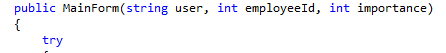 public MainForm(string user, int employeeId, int importance)
{
try
{